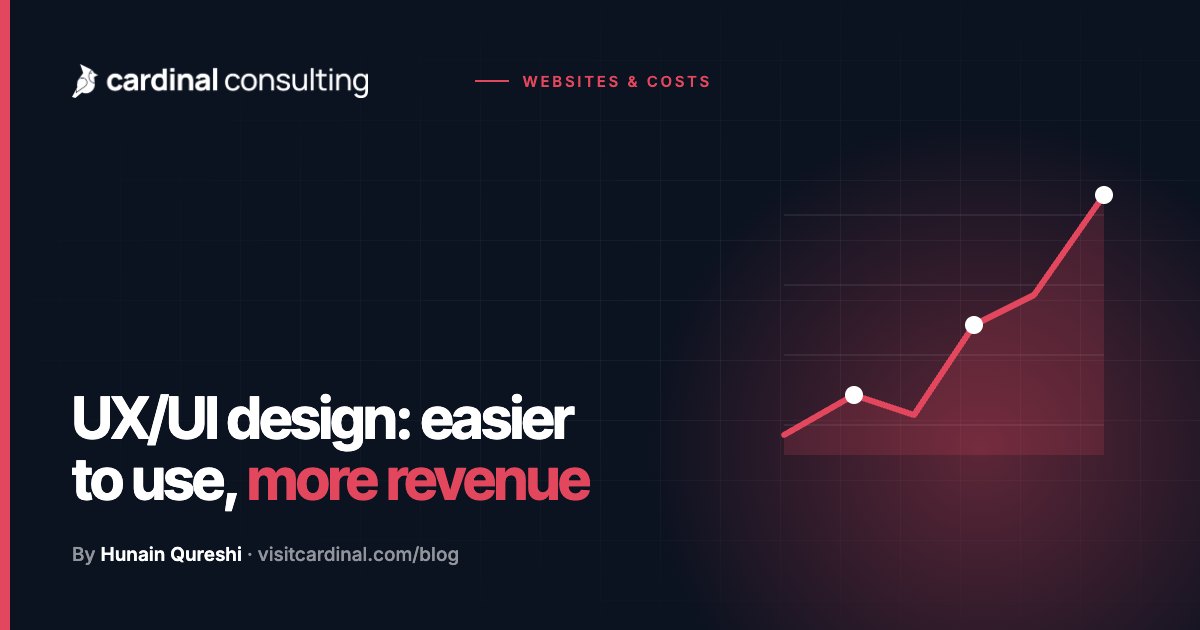 cardinal consulting
WEBSITES & COSTS
UX/UI design: easier
to use, more revenue
By Hunain Qureshi · visitcardinal.com/blog